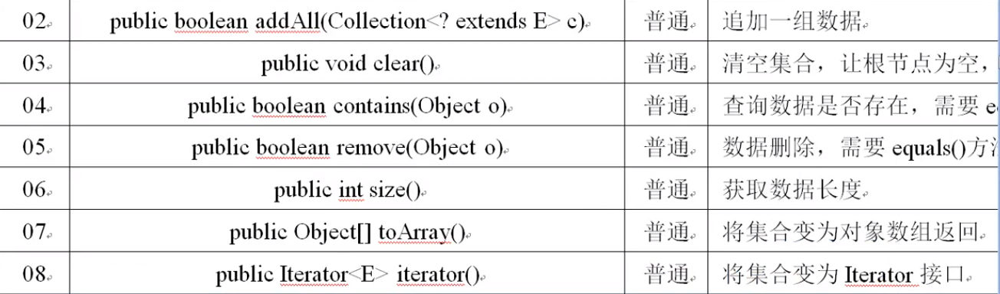 02 public boolean addAll(Collection<? extends E> c) 普通 追加一组数据
03 public void clear() 普通 清空集合，让根节点为空，
04 public boolean contains(Object o) 普通 查询数据是否存在，需要
05 public boolean remove(Object o) 普通 数据删除，需要 equals()方
06 public int size() 普通 获取数据长度
07 public Object[] toArray() 普通 将集合变为对象数组返回
08 public Iterator<E> iterator() 普通 将集合变为 Iterator 接口